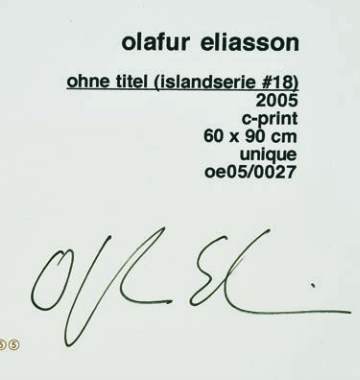 olafur eliasson
ohne titel (islandserie #18)
2005
c-print
60 x 90 cm
unique
oe05/0027